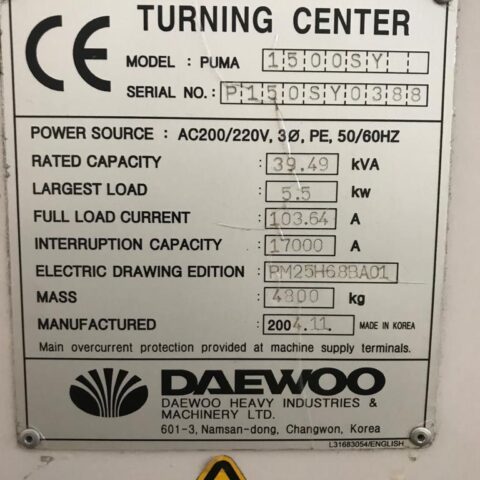 CE TURNING CENTER
MODEL : PUMA 1500SY
SERIAL NO. : P150SY0388
POWER SOURCE : AC200/220V, 3Ø, PE, 50/60HZ
RATED CAPACITY : 39.49 kVA
LARGEST LOAD : 5.5 kw
FULL LOAD CURRENT : 103.64 A
INTERRUPTION CAPACITY : 17000 A
ELECTRIC DRAWING EDITION : PM25H68BA01
MASS : 4800 kg
MANUFACTURED : 2004.11. MADE IN KOREA
Main overcurrent protection provided at machine supply terminals.
DAEWOO
DAEWOO HEAVY INDUSTRIES &
MACHINERY LTD.
601-3, Namsan-dong, Changwon, Korea
L31683054/ENGLISH